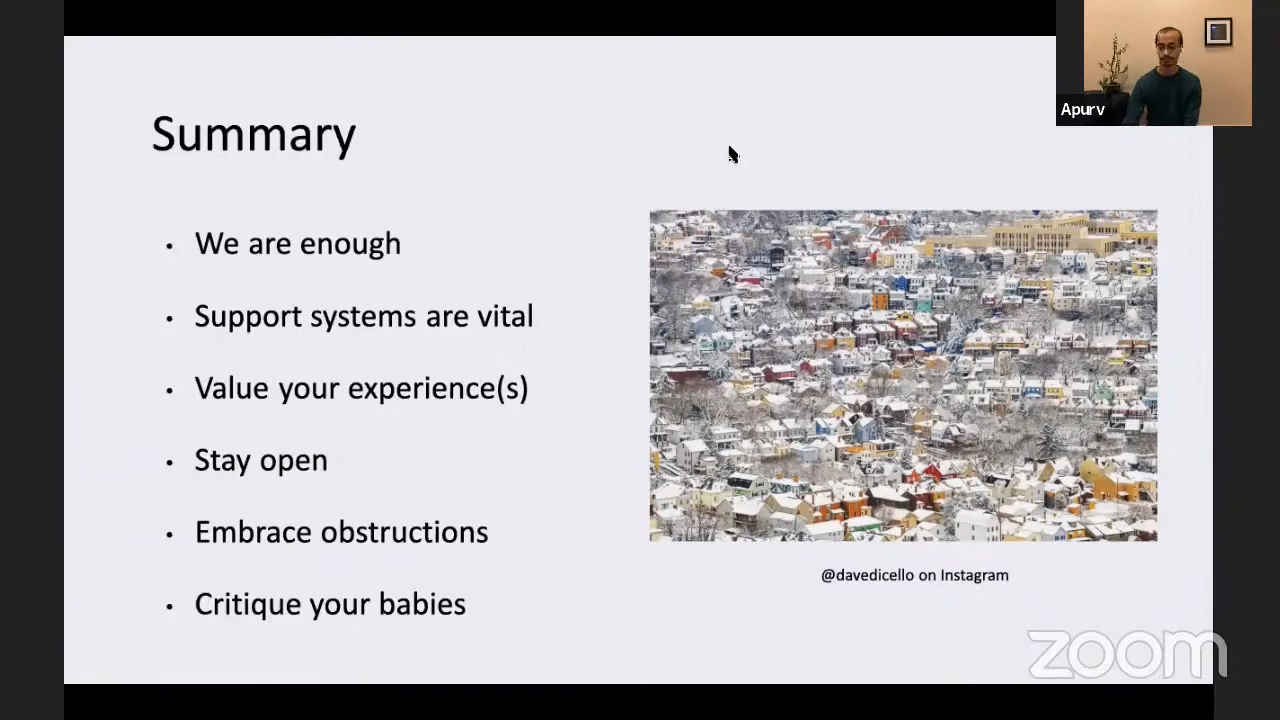 Apurv
Summary
We are enough
Support systems are vital
Value your experience(s)
Stay open
Embrace obstructions
Critique your babies
@davedicello on Instagram
zoom